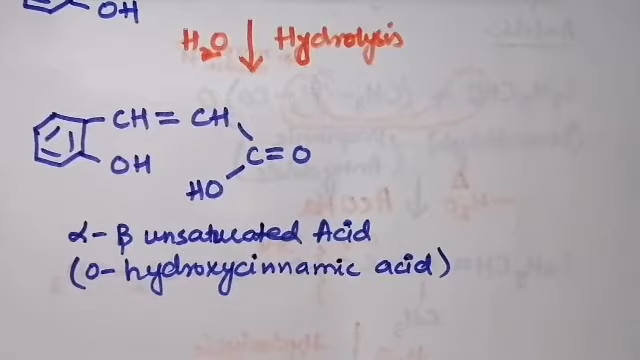 OH
H₂O Hydrolysis
CH = CH
C = O
OH
HO
α-β unsaturated Acid
(O-hydroxycinnamic acid)